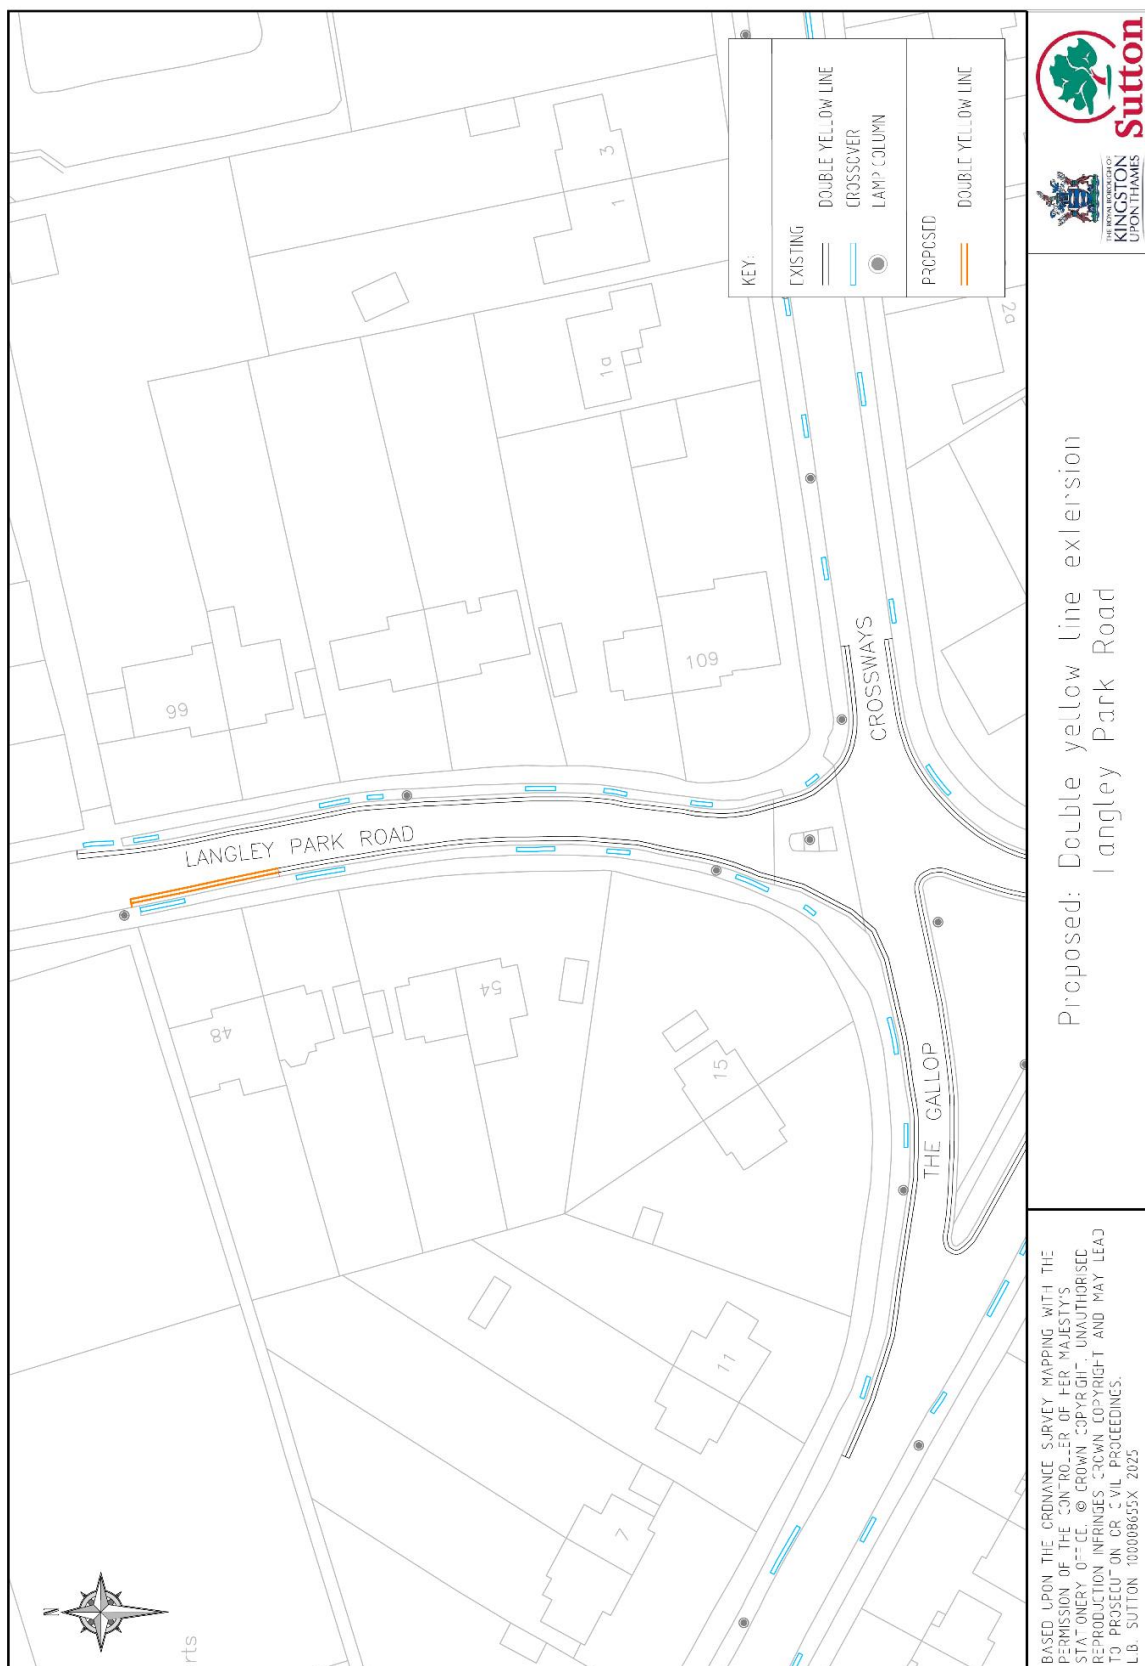 99
LANGLEY PARK ROAD
109
CROSSWAYS
1
3
1a
2a
48
54
15
THE GALLOP
11
7
N
rts
KEY:
EXISTING
DOUBLE YELLOW LINE
CROSSOVER
LAMP COLUMN
PROPOSED
DOUBLE YELLOW LINE
BASED UPON THE ORDNANCE SURVEY MAPPING WITH THE
PERMISSION OF THE CONTROLLER OF HER MAJESTY'S
STATIONERY OFFICE. © CROWN COPYRIGHT. UNAUTHORISED
REPRODUCTION INFRINGES CROWN COPYRIGHT AND MAY LEAD
TO PROSECUTION OR CIVIL PROCEEDINGS.
L.B. SUTTON 100008655X 2025
Proposed: Double yellow line extension
Langley Park Road
THE ROYAL BOROUGH OF
KINGSTON
UPON THAMES
Sutton